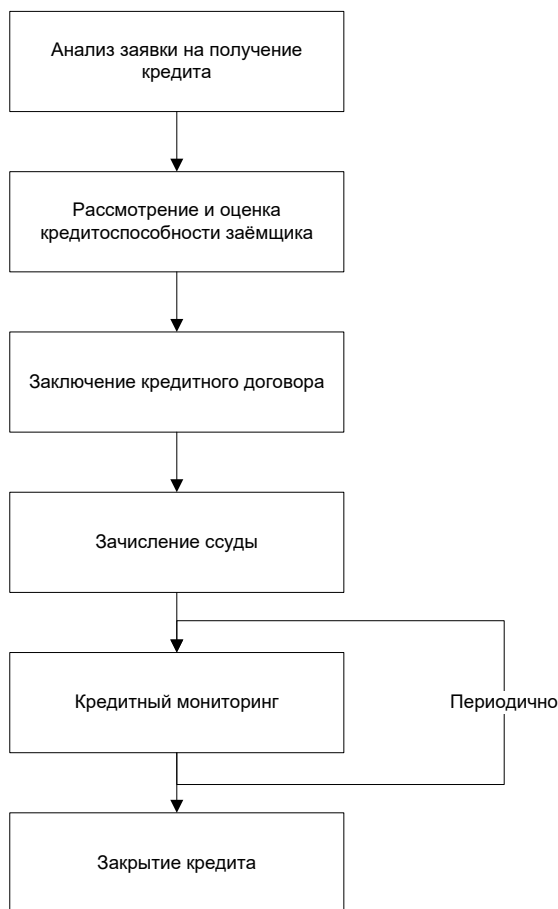 Анализ заявки на получение
кредита
Рассмотрение и оценка
кредитоспособности заёмщика
Заключение кредитного договора
Зачисление ссуды
Кредитный мониторинг
Периодично
Закрытие кредита